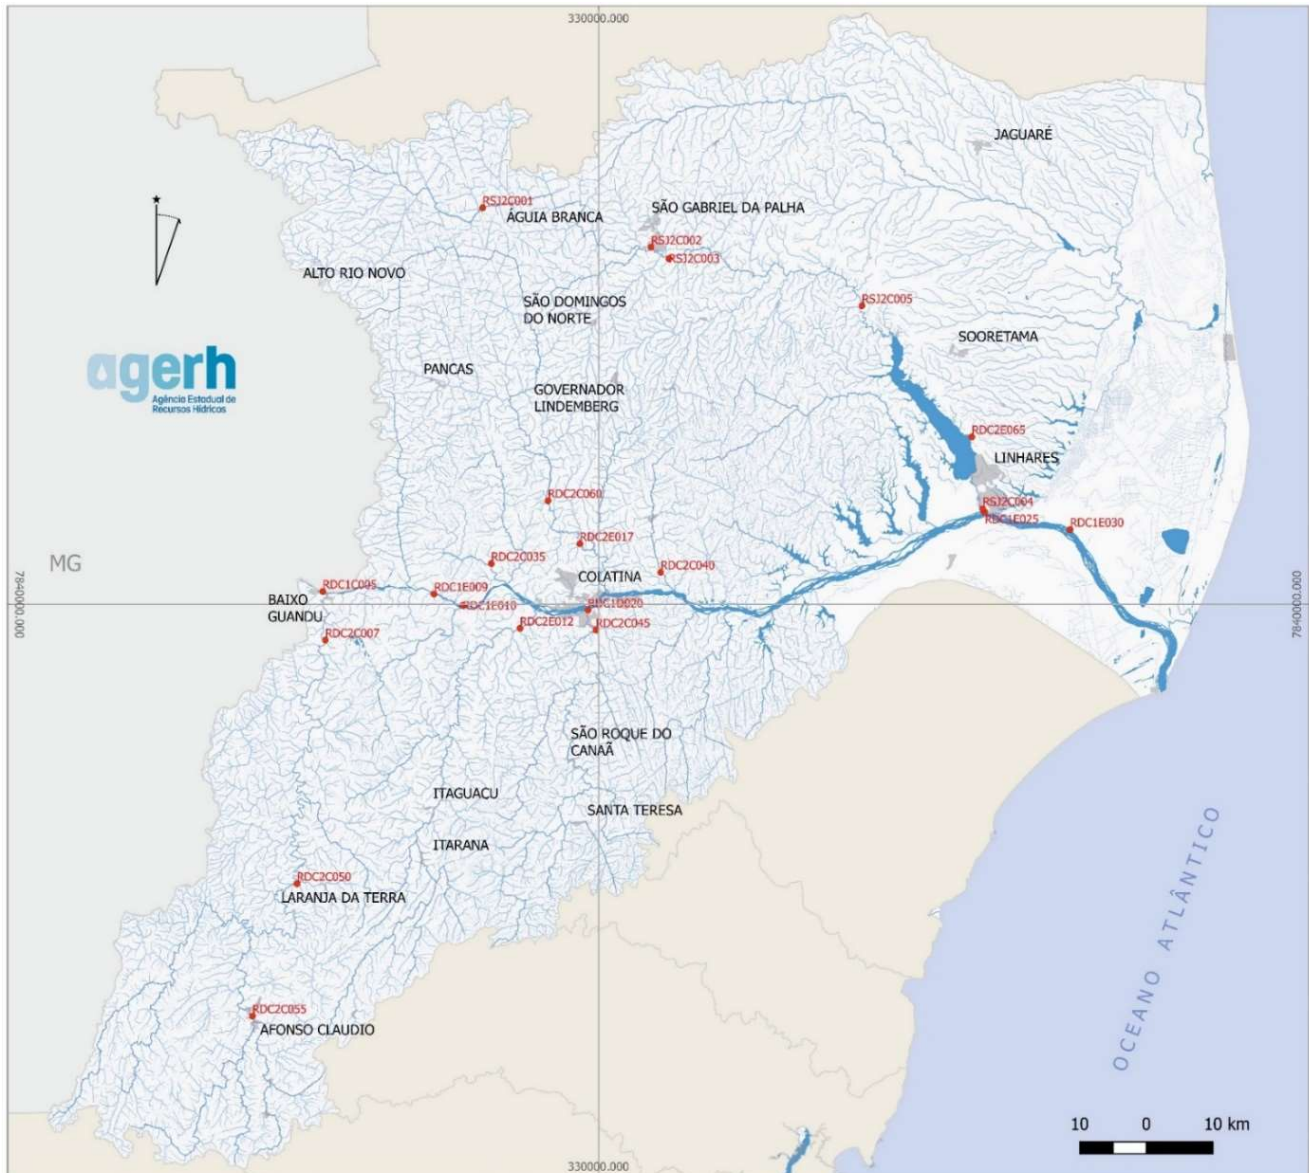 330000.000
JAGUARÉ
RSJ2C001
ÁGUIA BRANCA
SÃO GABRIEL DA PALHA
RSJ2C002
RSJ2C003
ALTO RIO NOVO
SÃO DOMINGOS
DO NORTE
RSJ2C005
SOORETAMA
agerh
Agência Estadual de
Recursos Hídricos
PANCAS
GOVERNADOR
LINDEMBERG
RDC2E065
LINHARES
RDC2C060
RSJ2C004
RDC1E025
RDC1E030
RDC2E017
MG
RDC2C035
RDC2C040
COLATINA
7840000.000
RDC1C005
RDC1E009
BAIXO
GUANDU
RDC1E010
RDC1D020
7840000.000
RDC2E012
RDC2C045
RDC2C007
SÃO ROQUE DO
CANAÃ
ITAGUACU
SANTA TERESA
ITARANA
RDC2C050
LARANJA DA TERRA
OCEANO ATLÂNTICO
RDC2C055
AFONSO CLAUDIO
10 0 10 km
330000.000